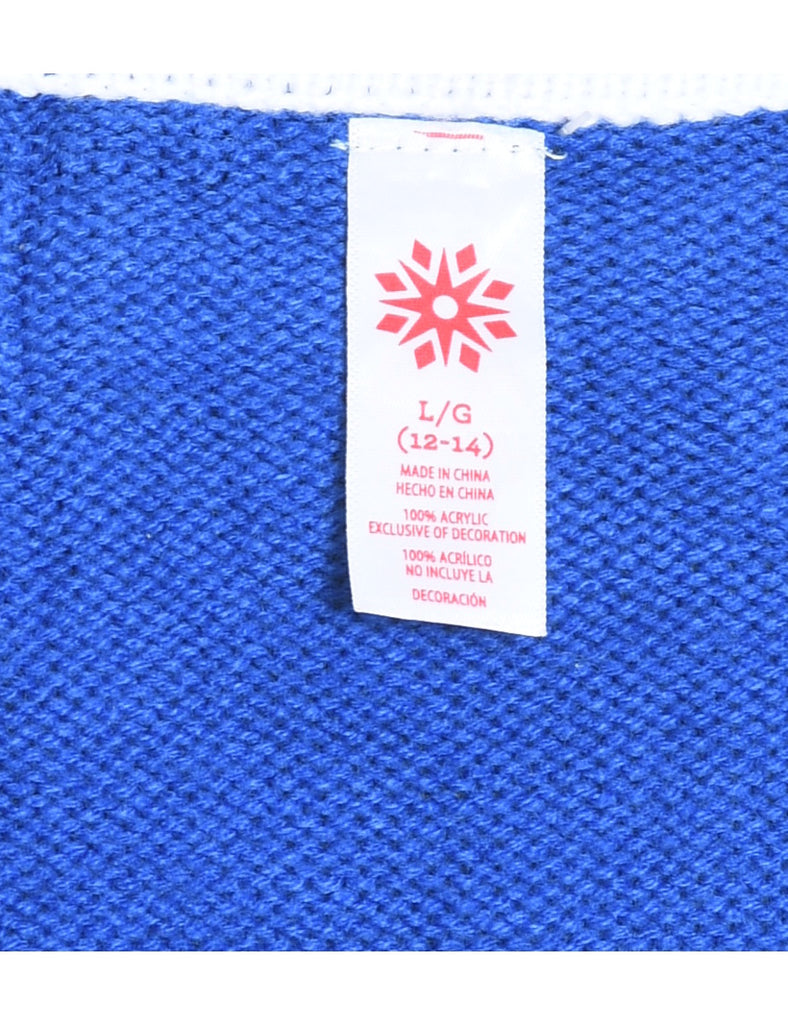 L/G
(12-14)
MADE IN CHINA
HECHO EN CHINA
100% ACRYLIC
EXCLUSIVE OF DECORATION
100% ACRÍLICO
NO INCLUYE LA
DECORACIÓN